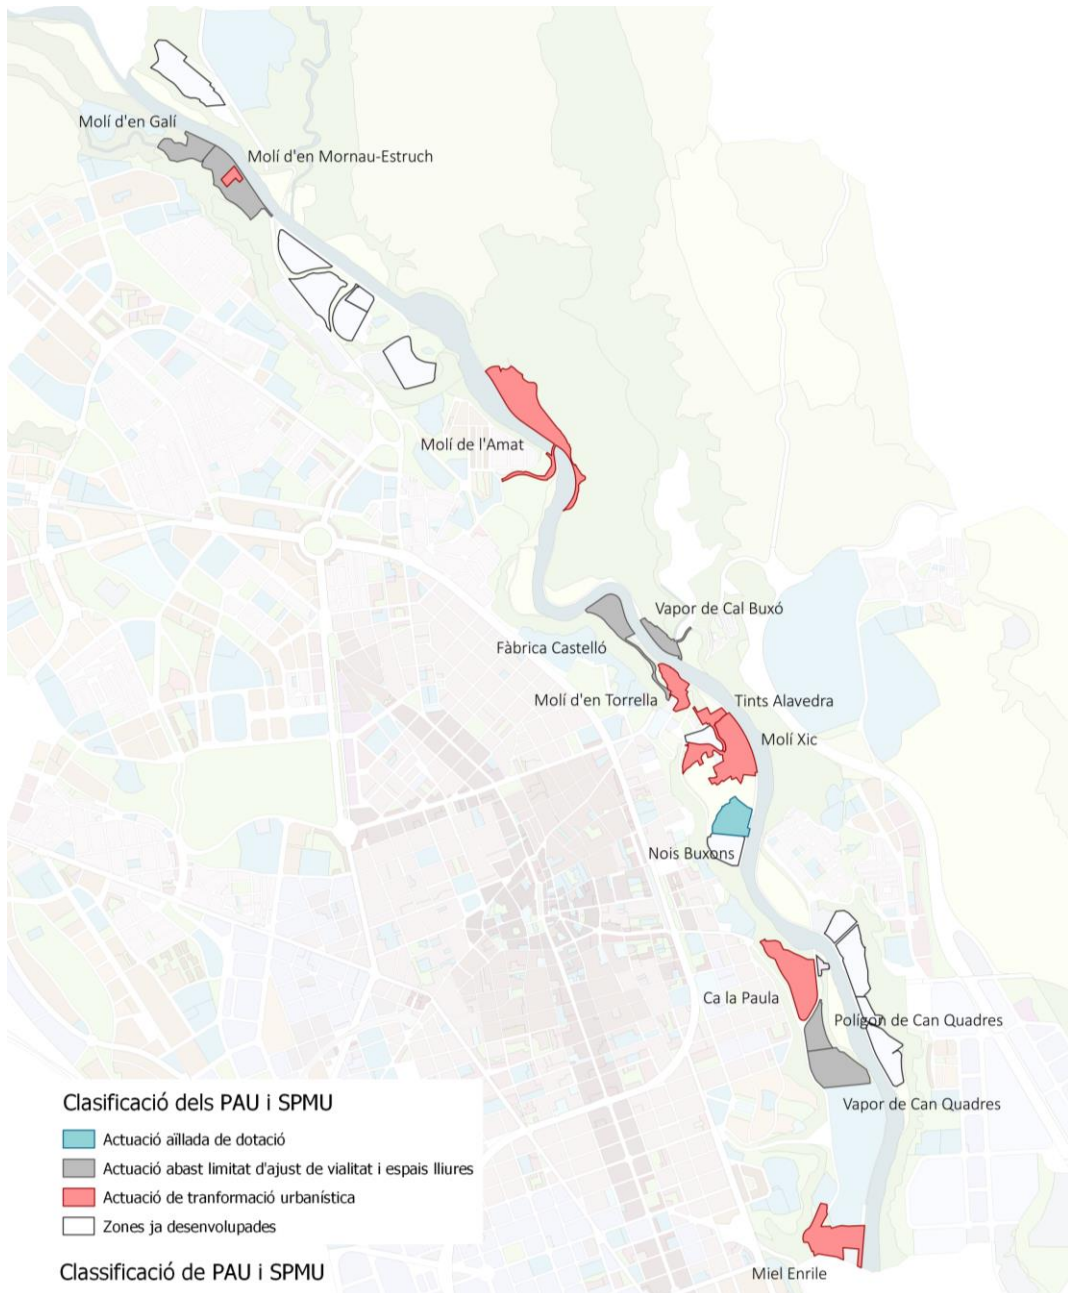 Molí d'en Galí
Molí d'en Mornau-Estruch
Molí de l'Amat
Vapor de Cal Buxó
Fàbrica Castelló
Molí d'en Torrella
Tints Alavedra
Molí Xic
Nois Buxons
Ca la Paula
Polígon de Can Quadres
Vapor de Can Quadres
Clasificació dels PAU i SPMU
Actuació aïllada de dotació
Actuació abast limitat d'ajust de vialitat i espais lliures
Actuació de tranformació urbanística
Zones ja desenvolupades
Classificació de PAU i SPMU
Miel Enrile